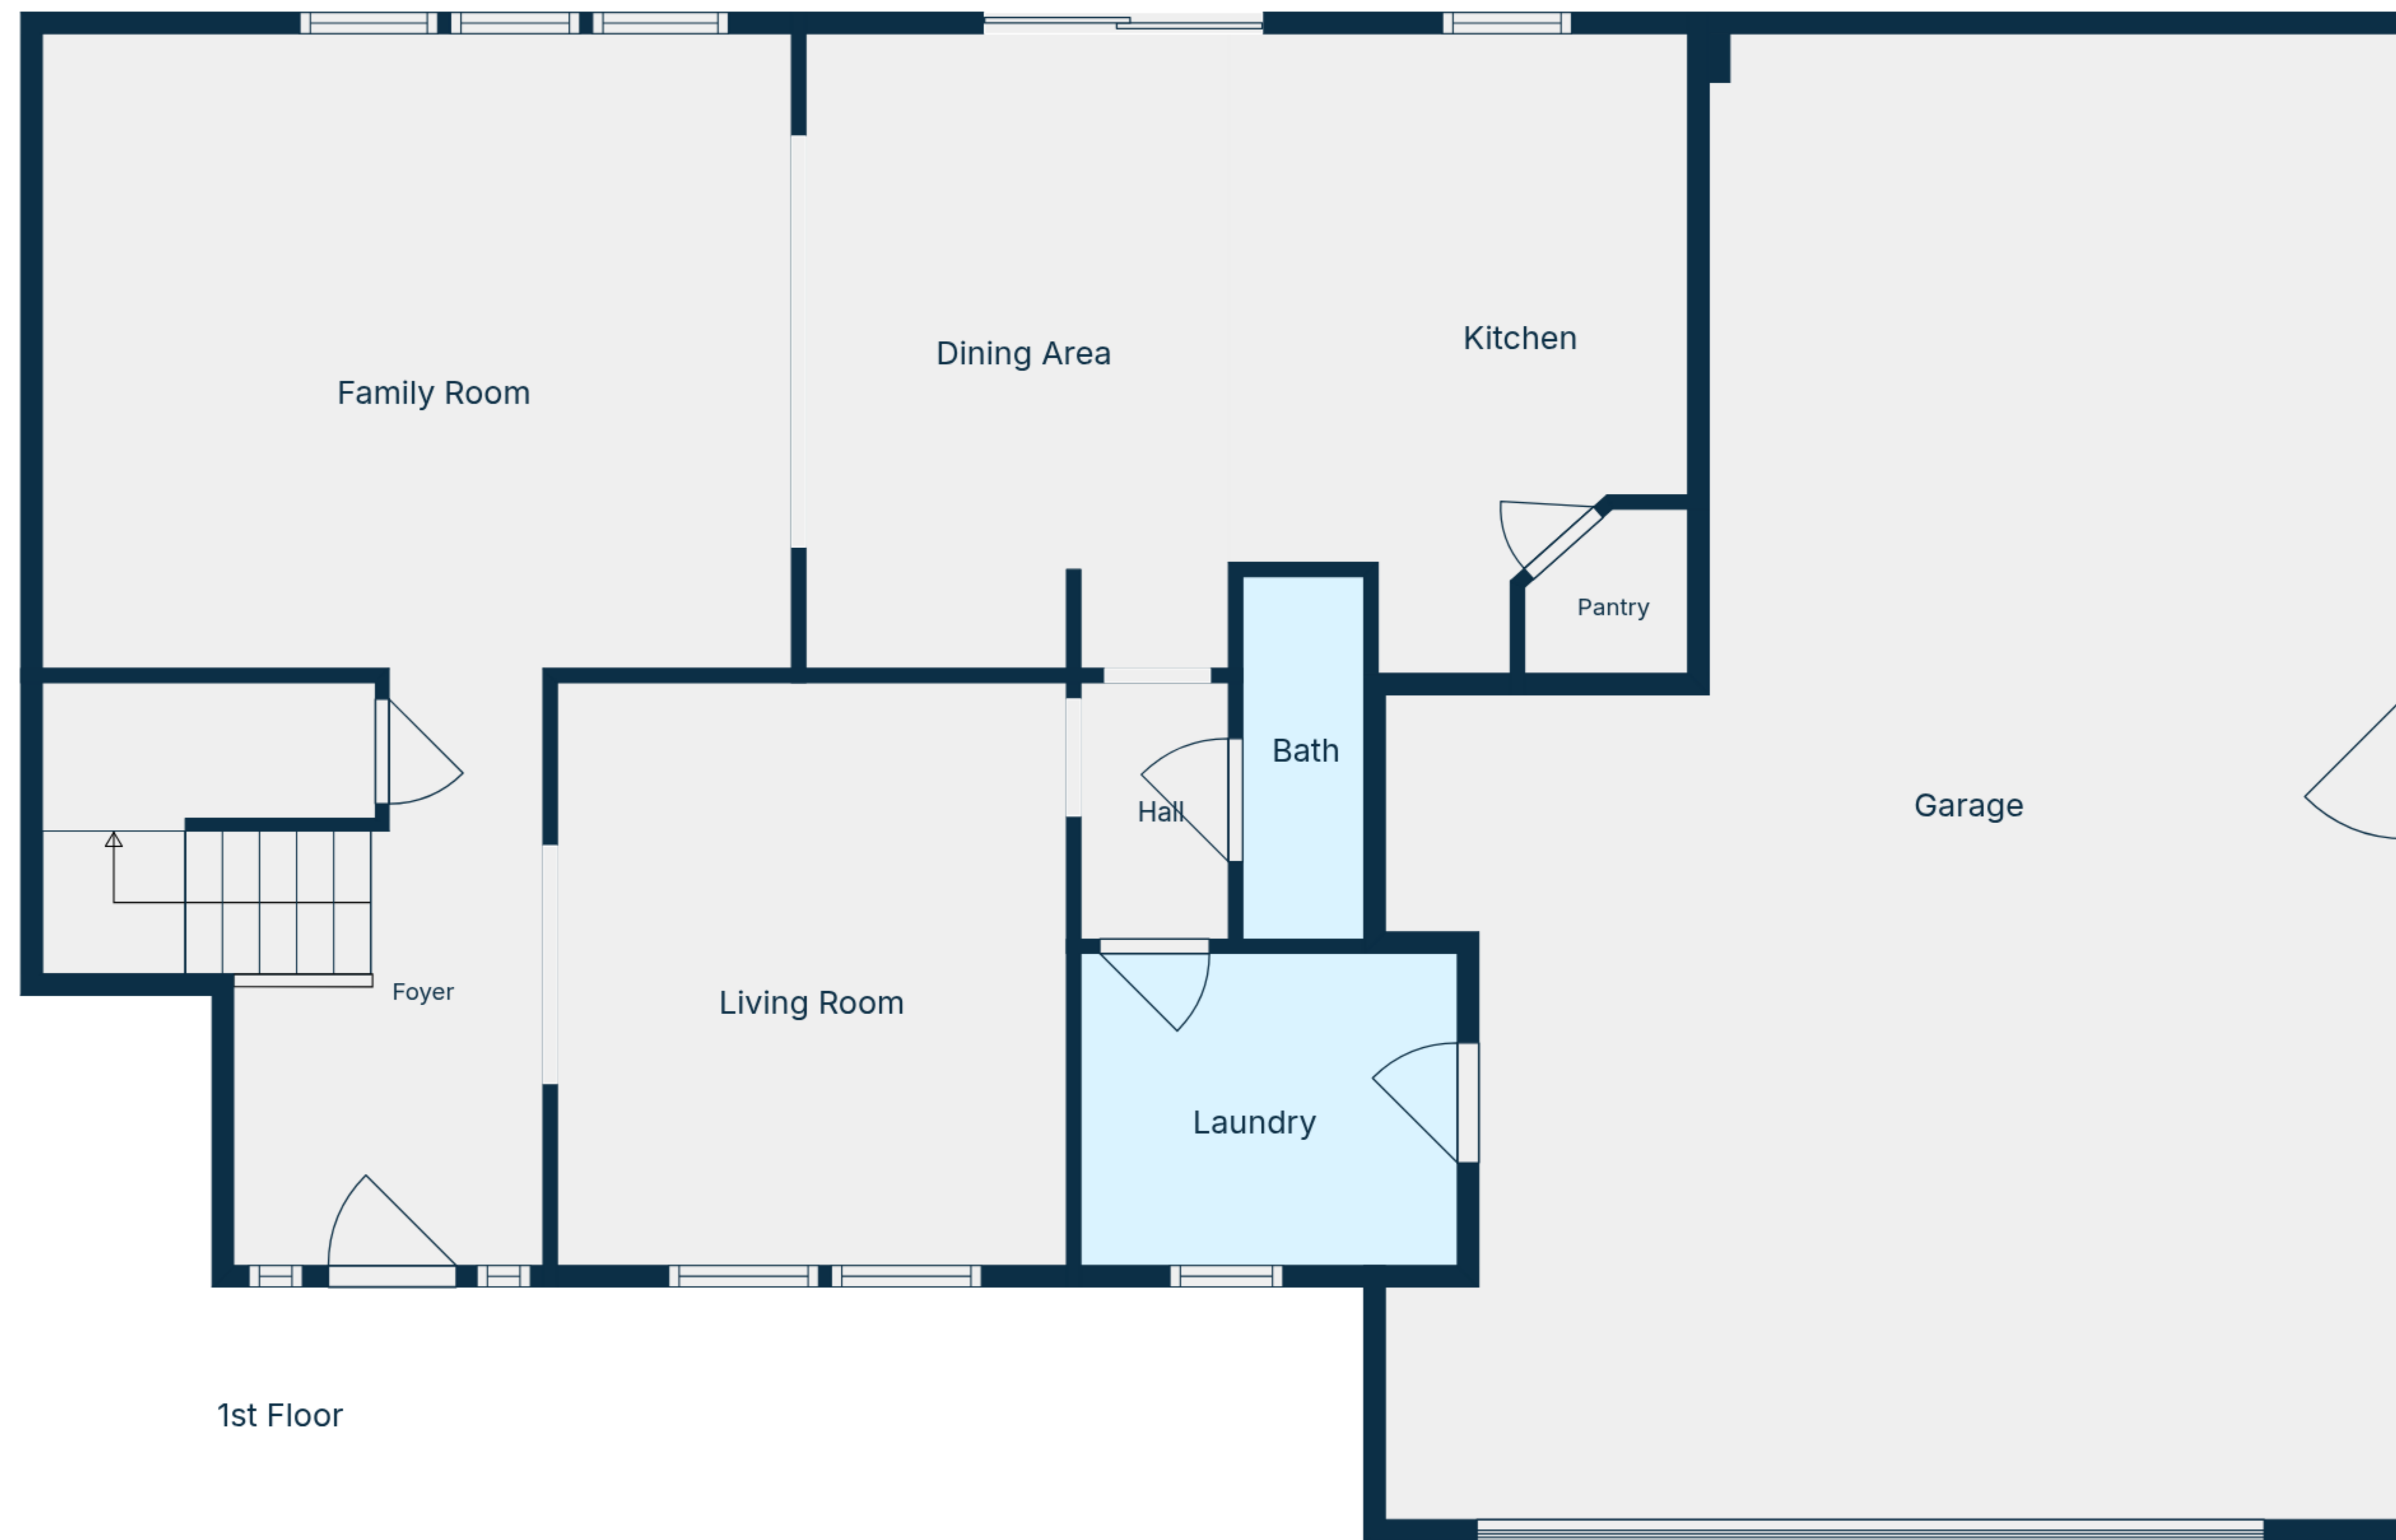 Kitchen
Dining Area
Family Room
Pantry
Bath
Garage
Hall
Foyer
Living Room
Laundry
1st Floor